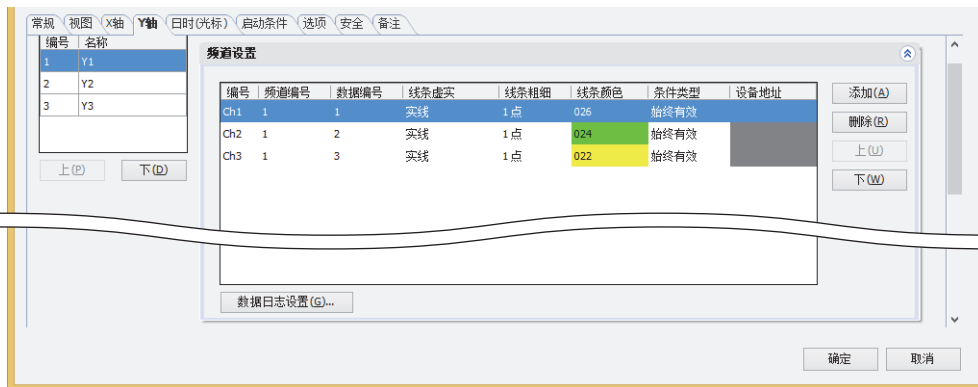 常规 视图 X轴 Y轴 日时(光标) 启动条件 选项 安全 备注
编号 名称
1 Y1
2 Y2
3 Y3
上(P) 下(D)
频道设置
编号 频道编号 数据编号 线条虚实 线条粗细 线条颜色 条件类型 设备地址
Ch1 1 1 实线 1点 026 始终有效
Ch2 1 2 实线 1点 024 始终有效
Ch3 1 3 实线 1点 022 始终有效
添加(A)
删除(R)
上(U)
下(W)
数据日志设置(G)...
确定 取消